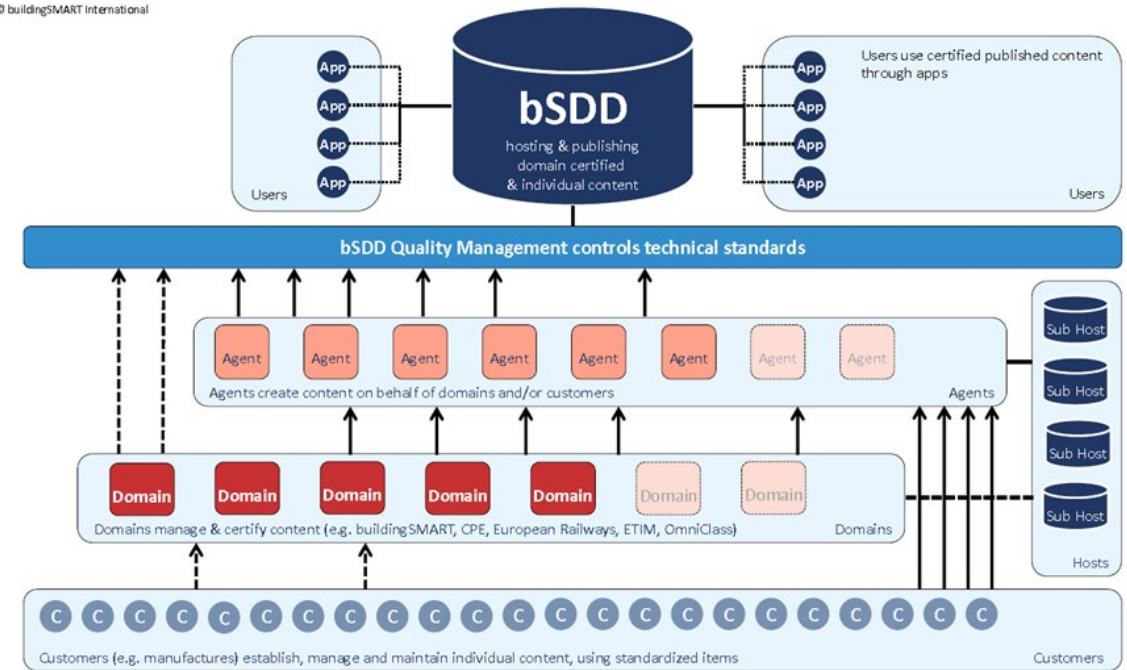 © buildingSMART International
App
App
App
App
Users
bSDD
hosting & publishing
domain certified
& individual content
App
App
App
App
Users use certified published content
through apps
Users
bSDD Quality Management controls technical standards
Agent
Agent
Agent
Agent
Agent
Agent
Agent
Agent
Agents create content on behalf of domains and/or customers
Agents
Sub Host
Sub Host
Sub Host
Sub Host
Hosts
Domain
Domain
Domain
Domain
Domain
Domain
Domain
Domains manage & certify content (e.g. buildingSMART, CPE, European Railways, ETIM, OmniClass)
Domains
C C C C C C C C C C C C C C C C C C C C C C C
Customers (e.g. manufactures) establish, manage and maintain individual content, using standardized items
Customers